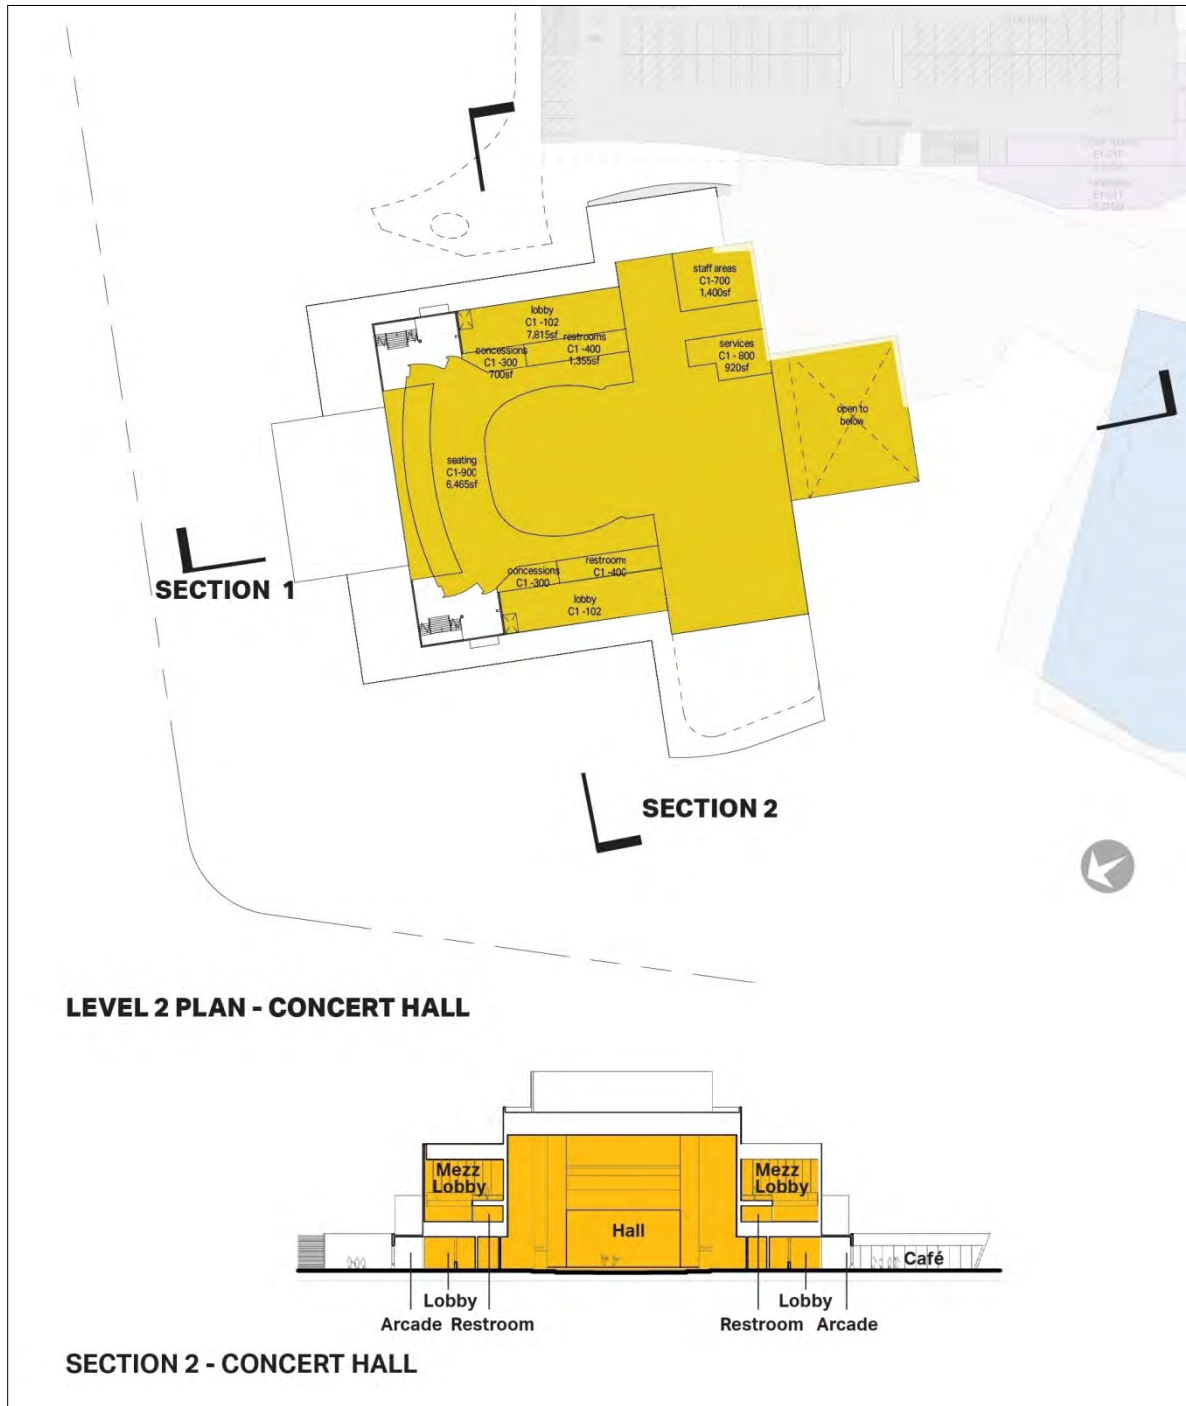 staff areas
C1-700
1,400sf
lobby
C1 -102
7,815sf
restrooms
C1 -400
1,355sf
concessions
C1 -300
700sf
services
C1 - 800
920sf
open to
below
seating
C1-900
6,465sf
SECTION 1
concessions
C1 -300
restrooms
C1 -400
lobby
C1 -102
SECTION 2
LEVEL 2 PLAN - CONCERT HALL
Mezz
Lobby
Mezz
Lobby
Hall
Café
Lobby
Lobby
Arcade Restroom
Restroom Arcade
SECTION 2 - CONCERT HALL